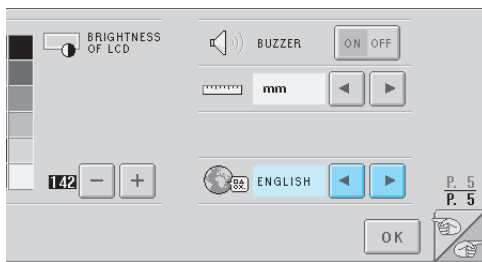 BRIGHTNESS
OF LCD
BUZZER
ON OFF
mm
142
ENGLISH
P. 5
P. 5
OK